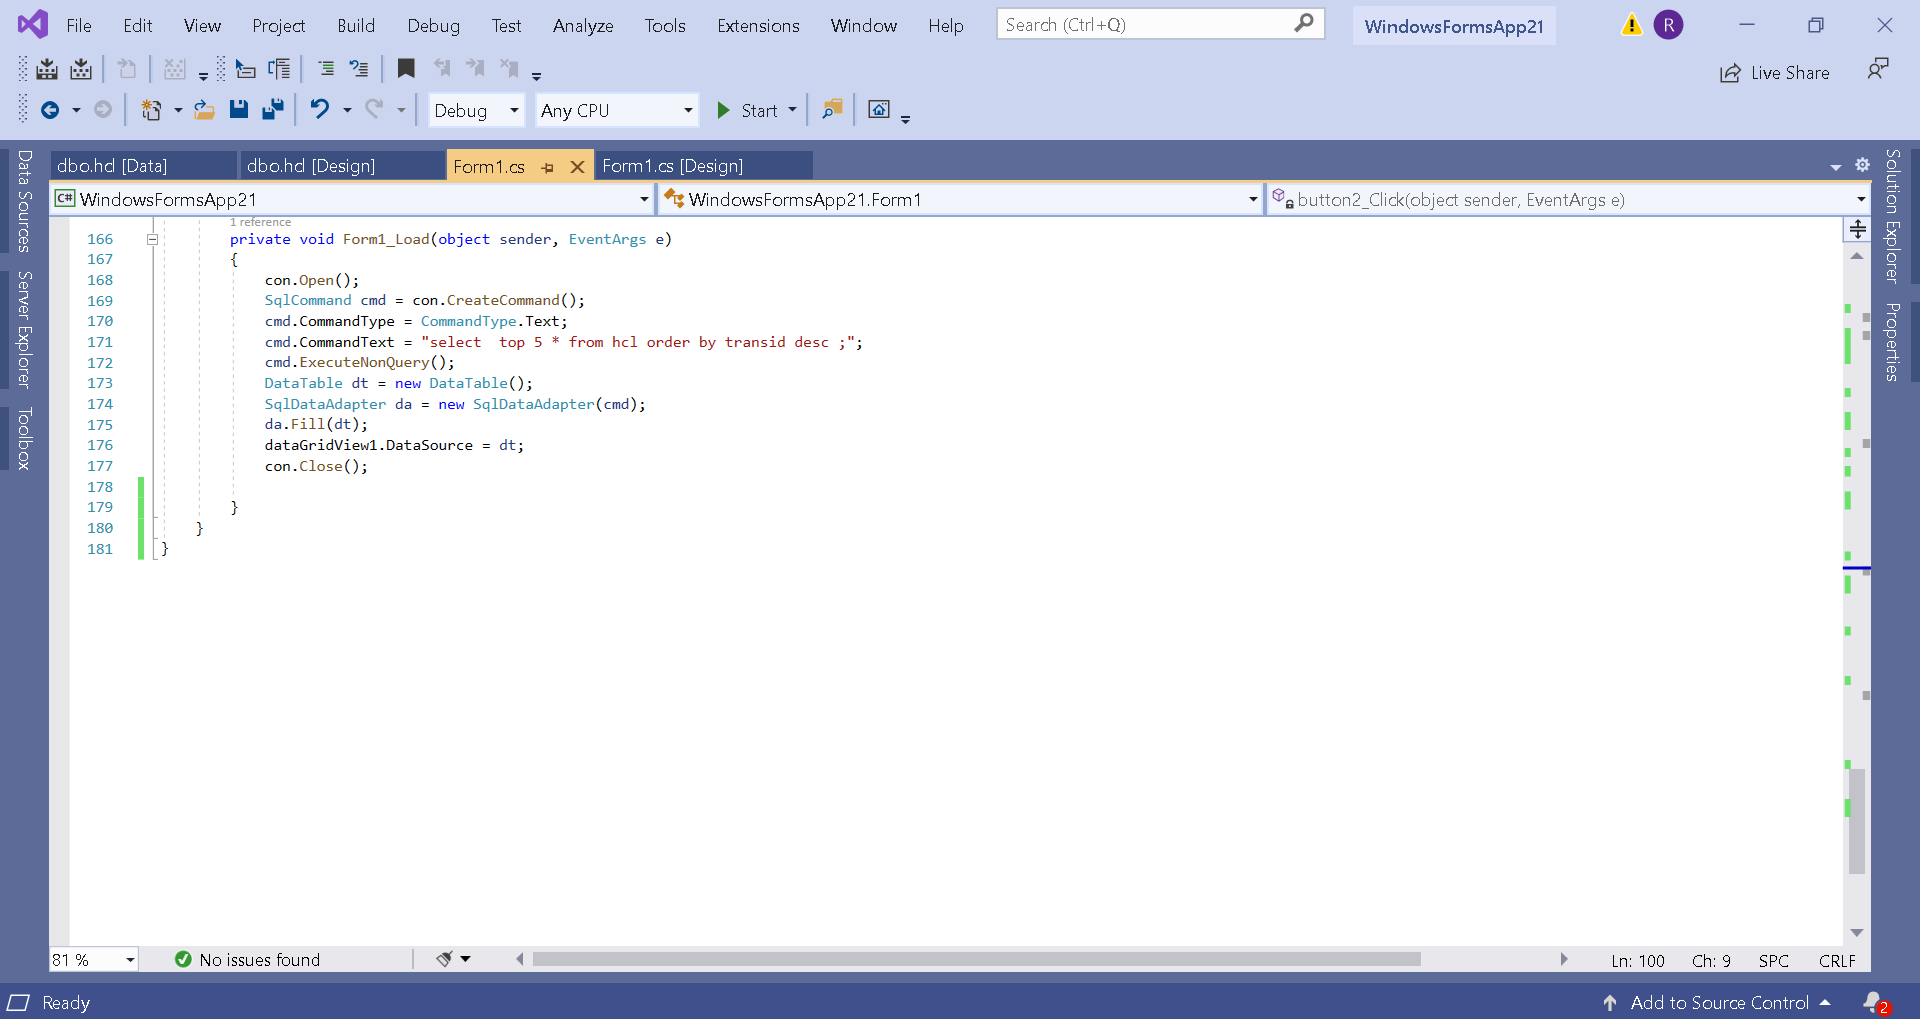 File Edit View Project Build Debug Test Analyze Tools Extensions Window Help Search (Ctrl+Q) WindowsFormsApp21 R
Live Share
Debug Any CPU Start
dbo.hcl [Data] dbo.hcl [Design] Form1.cs Form1.cs [Design]
C# WindowsFormsApp21 WindowsFormsApp21.Form1 button2_Click(object sender, EventArgs e)
Data Sources
Server Explorer
Toolbox
1 reference
166 private void Form1_Load(object sender, EventArgs e)
167 {
168 con.Open();
169 SqlCommand cmd = con.CreateCommand();
170 cmd.CommandType = CommandType.Text;
171 cmd.CommandText = "select  top 5 * from hcl order by transid desc ;";
172 cmd.ExecuteNonQuery();
173 DataTable dt = new DataTable();
174 SqlDataAdapter da = new SqlDataAdapter(cmd);
175 da.Fill(dt);
176 dataGridView1.DataSource = dt;
177 con.Close();
178
179 }
180 }
181 }
Solution Explorer
Properties
81 % No issues found Ln: 100 Ch: 9 SPC CRLF
Ready Add to Source Control 2